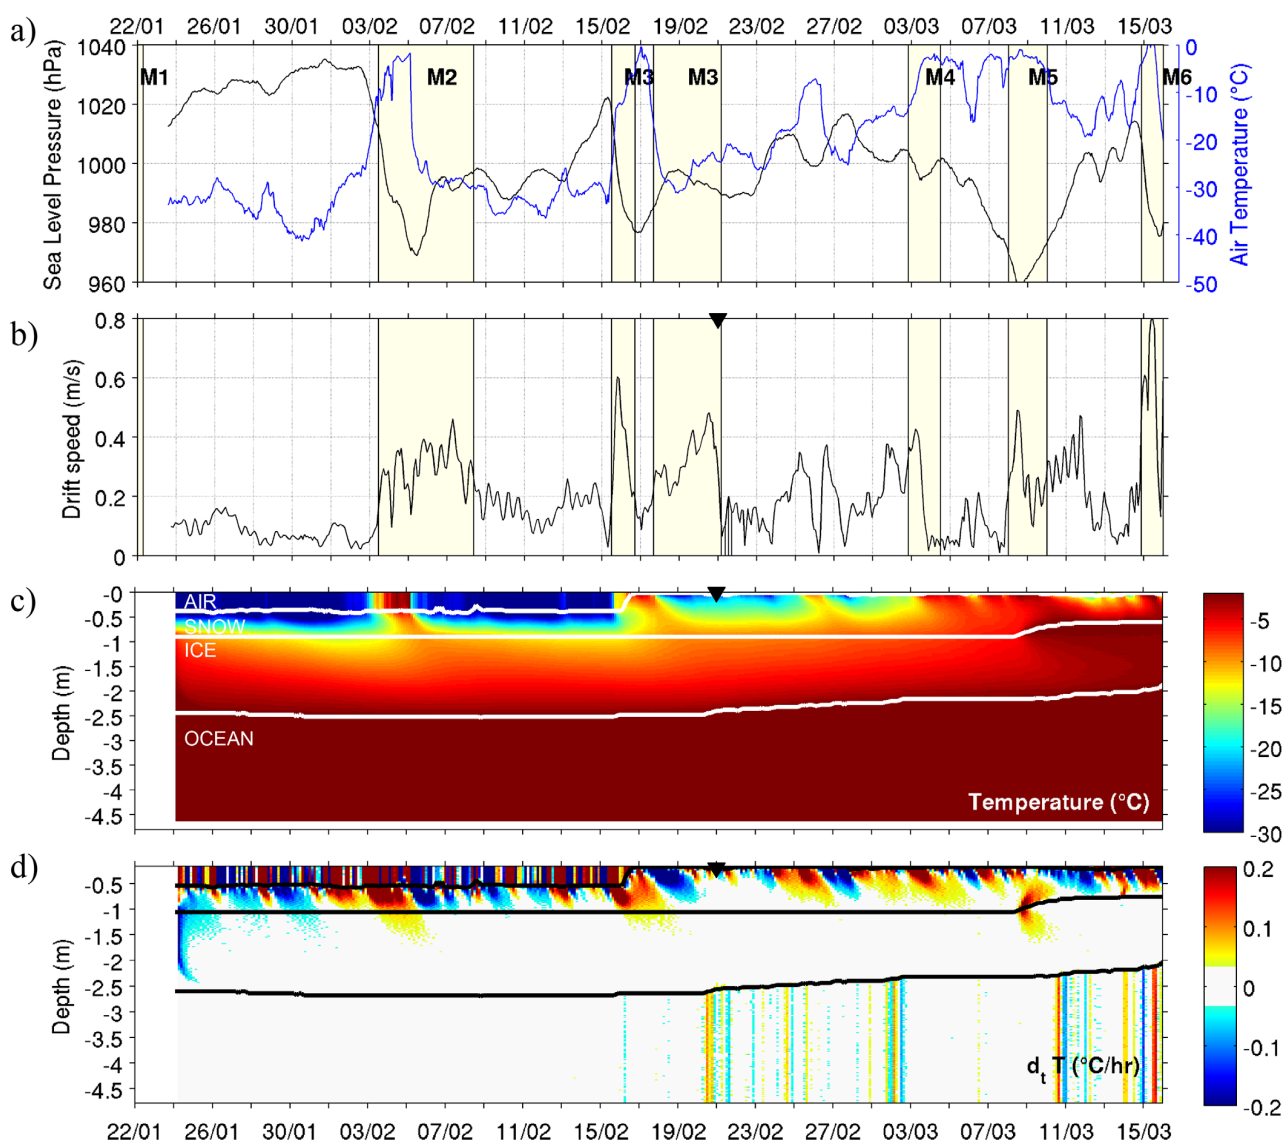 22/01 26/01 30/01 03/02 07/02 11/02 15/02 19/02 23/02 27/02 03/03 07/03 11/03 15/03
a)
Sea Level Pressure (hPa)
1040
1020
1000
980
960
M1 M2 M3 M3 M4 M5 M6
0
-10
-20
-30
-40
-50
Air Temperature (°C)
b)
Drift speed (m/s)
0.8
0.6
0.4
0.2
0
c)
Depth (m)
-0
-0.5
-1
-1.5
-2
-2.5
-3
-3.5
-4
-4.5
AIR
SNOW
ICE
OCEAN
Temperature (°C)
-5
-10
-15
-20
-25
-30
d)
Depth (m)
-0.5
-1
-1.5
-2
-2.5
-3
-3.5
-4
-4.5
dt T (°C/hr)
0.2
0.1
0
-0.1
-0.2
22/01 26/01 30/01 03/02 07/02 11/02 15/02 19/02 23/02 27/02 03/03 07/03 11/03 15/03